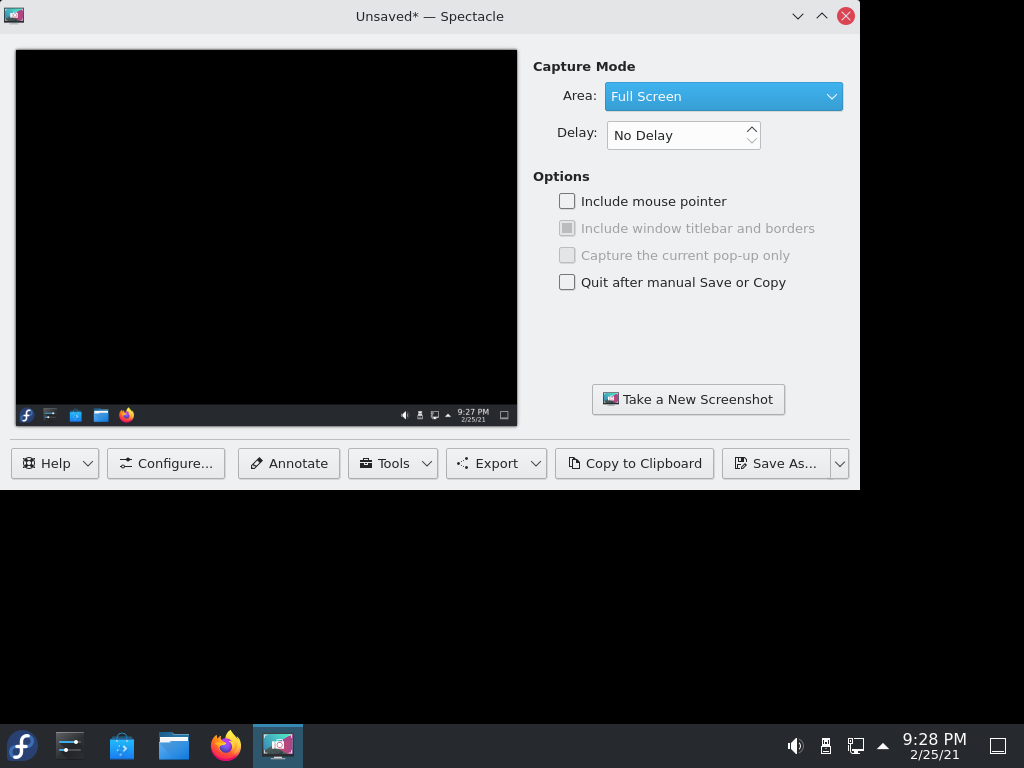 Unsaved* — Spectacle
Capture Mode
Area: Full Screen
Delay: No Delay
Options
Include mouse pointer
Include window titlebar and borders
Capture the current pop-up only
Quit after manual Save or Copy
9:27 PM
2/25/21
Take a New Screenshot
Help Configure... Annotate Tools Export Copy to Clipboard Save As...
9:28 PM
2/25/21